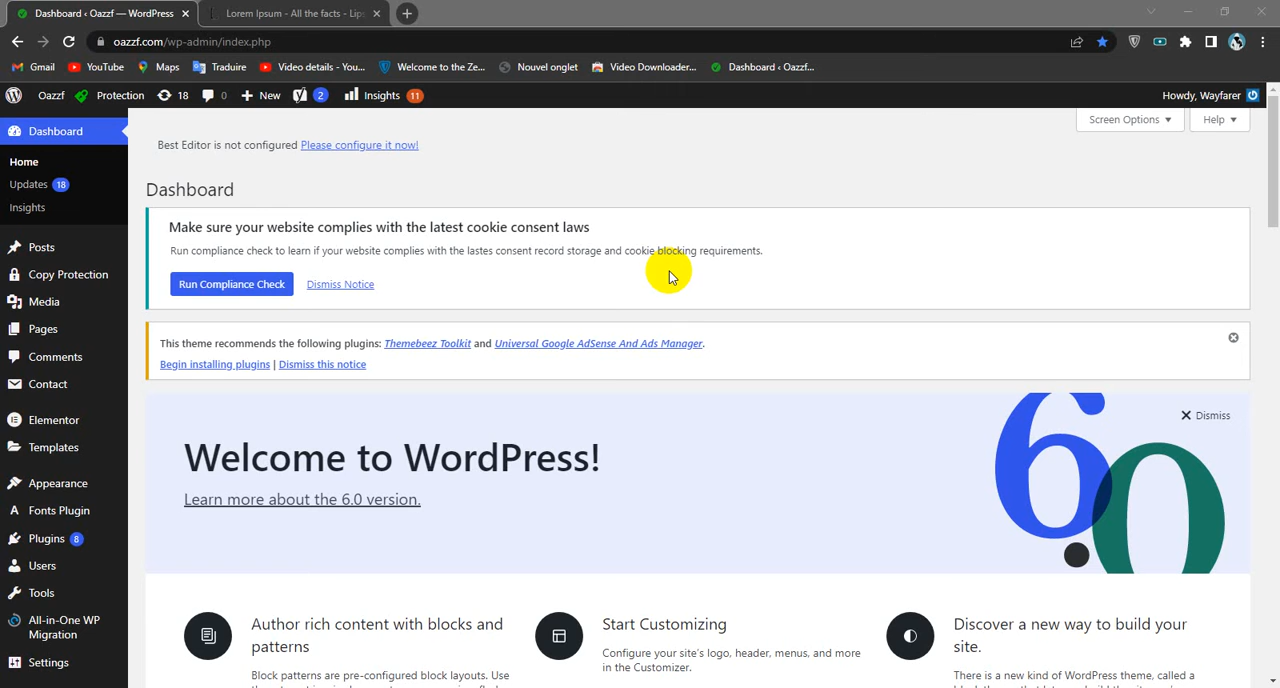 Dashboard ‹ Oazzf — WordPress
Lorem Ipsum - All the facts - Lip
oazzf.com/wp-admin/index.php
Gmail YouTube Maps Traduire Video details - You... Welcome to the Ze... Nouvel onglet Video Downloader... Dashboard ‹ Oazzf...
Oazzf Protection 18 0 New 2 Insights 11 Howdy, Wayfarer
Screen Options Help
Dashboard
Home
Updates 18
Insights
Posts
Copy Protection
Media
Pages
Comments
Contact
Elementor
Templates
Appearance
Fonts Plugin
Plugins 8
Users
Tools
All-in-One WP
Migration
Settings
Best Editor is not configured Please configure it now!
Dashboard
Make sure your website complies with the latest cookie consent laws
Run compliance check to learn if your website complies with the lastes consent record storage and cookie blocking requirements.
Run Compliance Check Dismiss Notice
This theme recommends the following plugins: Themebeez Toolkit and Universal Google AdSense And Ads Manager.
Begin installing plugins | Dismiss this notice
Dismiss
Welcome to WordPress!
Learn more about the 6.0 version.
6.0
Author rich content with blocks and
patterns
Block patterns are pre-configured block layouts. Use
Start Customizing
Configure your site's logo, header, menus, and more
in the Customizer.
Discover a new way to build your
site.
There is a new kind of WordPress theme, called a